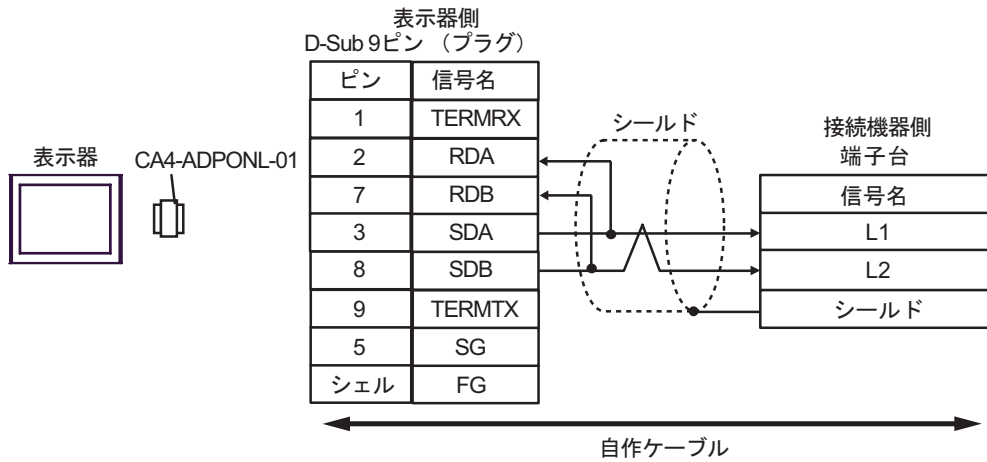 表示器側
D-Sub 9ピン （プラグ）
表示器
CA4-ADPONL-01
ピン 信号名
1 TERMRX
2 RDA
7 RDB
3 SDA
8 SDB
9 TERMTX
5 SG
シェル FG
シールド
接続機器側
端子台
信号名
L1
L2
シールド
自作ケーブル